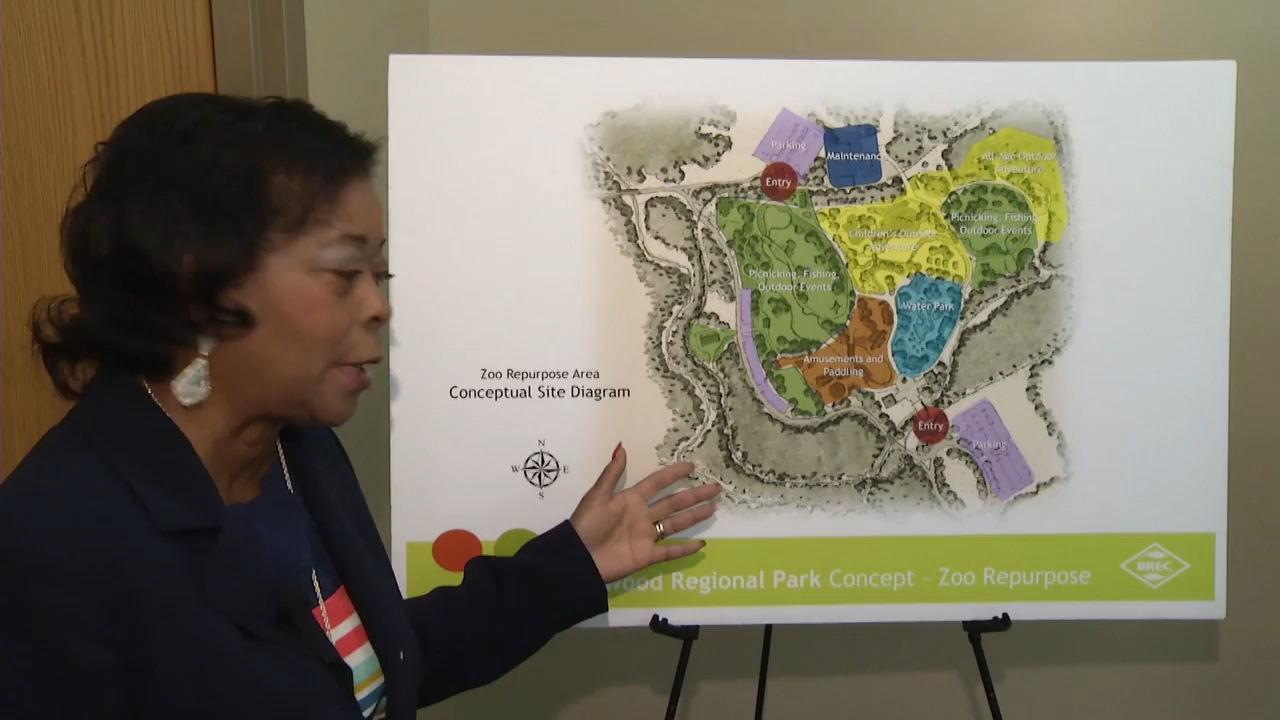 Parking
Maintenanc
Entry
All-Age Outdoor
Adventure
Picnicking, Fishing,
Outdoor Events
Children's Outdoor
Adventure
Picnicking, Fishing,
Outdoor Events
Water Park
Amusements and
Paddling
Zoo Repurpose Area
Conceptual Site Diagram
N
W E
S
Entry
Parking
wood Regional Park Concept - Zoo Repurpose
BREC